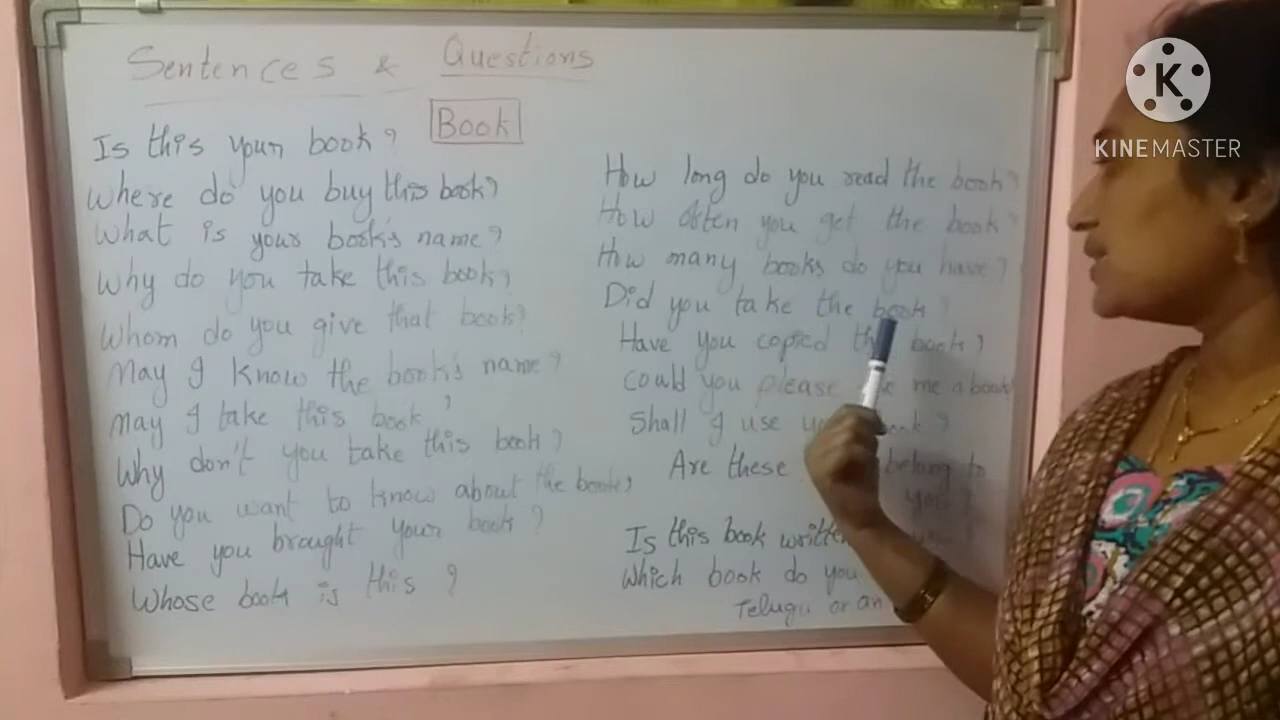 Sentences & Questions
Book
Is this your book?
Where do you buy this book?
What is your book's name?
Why do you take this book?
Whom do you give that book?
May I know the book's name?
May I take this book?
Why don't you take this book?
Do you want to know about the book?
Have you brought your book?
Whose book is this?
How long do you read the book?
How often you get the book?
How many books do you have?
Did you take the book?
Have you copied the book?
Could you please me a book
Shall I use
Are these belong to
you?
Is this book written
Which book do you
Telugu or an
K
KINEMASTER